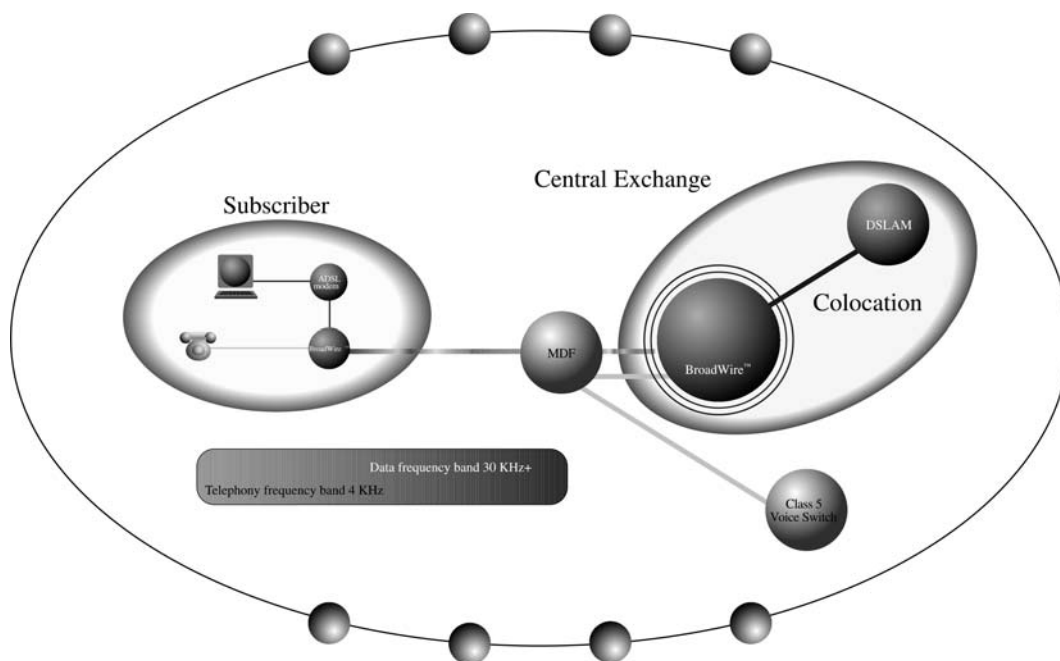 Central Exchange
Subscriber
DSLAM
ADSL
modem
Colocation
BroadWire
MDF
BroadWire™
Data frequency band 30 KHz+
Telephony frequency band 4 KHz
Class 5
Voice Switch